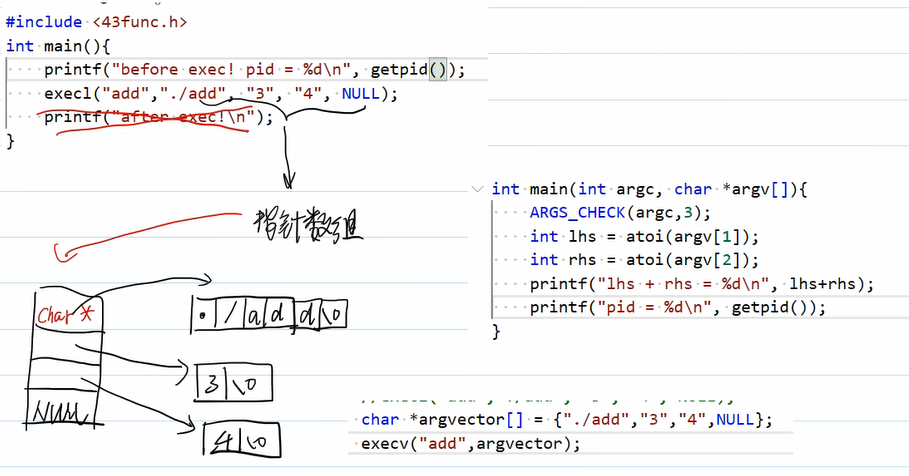 #include <43func.h>
int main(){
    printf("before exec! pid = %d\n", getpid());
    execl("add","./add", "3", "4", NULL);
    printf("after exec!\n");
}
指针数组
int main(int argc, char *argv[]){
    ARGS_CHECK(argc,3);
    int lhs = atoi(argv[1]);
    int rhs = atoi(argv[2]);
    printf("lhs + rhs = %d\n", lhs+rhs);
    printf("pid = %d\n", getpid());
}
Char *
NULL
. / a d d \0
3 \0
4 \0
char *argvector[] = {"./add","3","4",NULL};
execv("add",argvector);